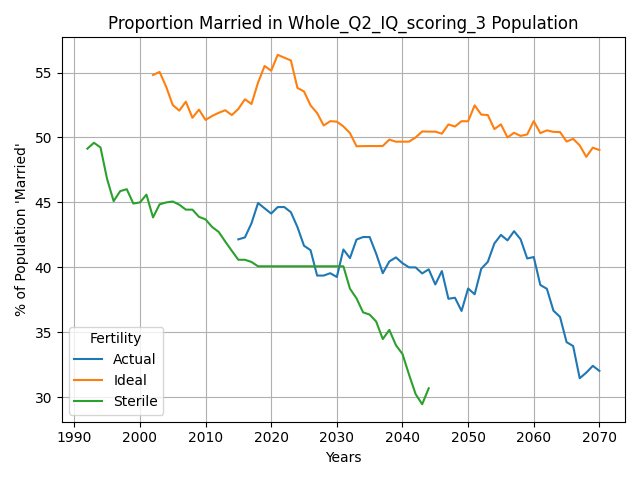 Proportion Married in Whole_Q2_IQ_scoring_3 Population
% of Population 'Married'
55
50
45
40
35
30
Fertility
Actual
Ideal
Sterile
1990 2000 2010 2020 2030 2040 2050 2060 2070
Years